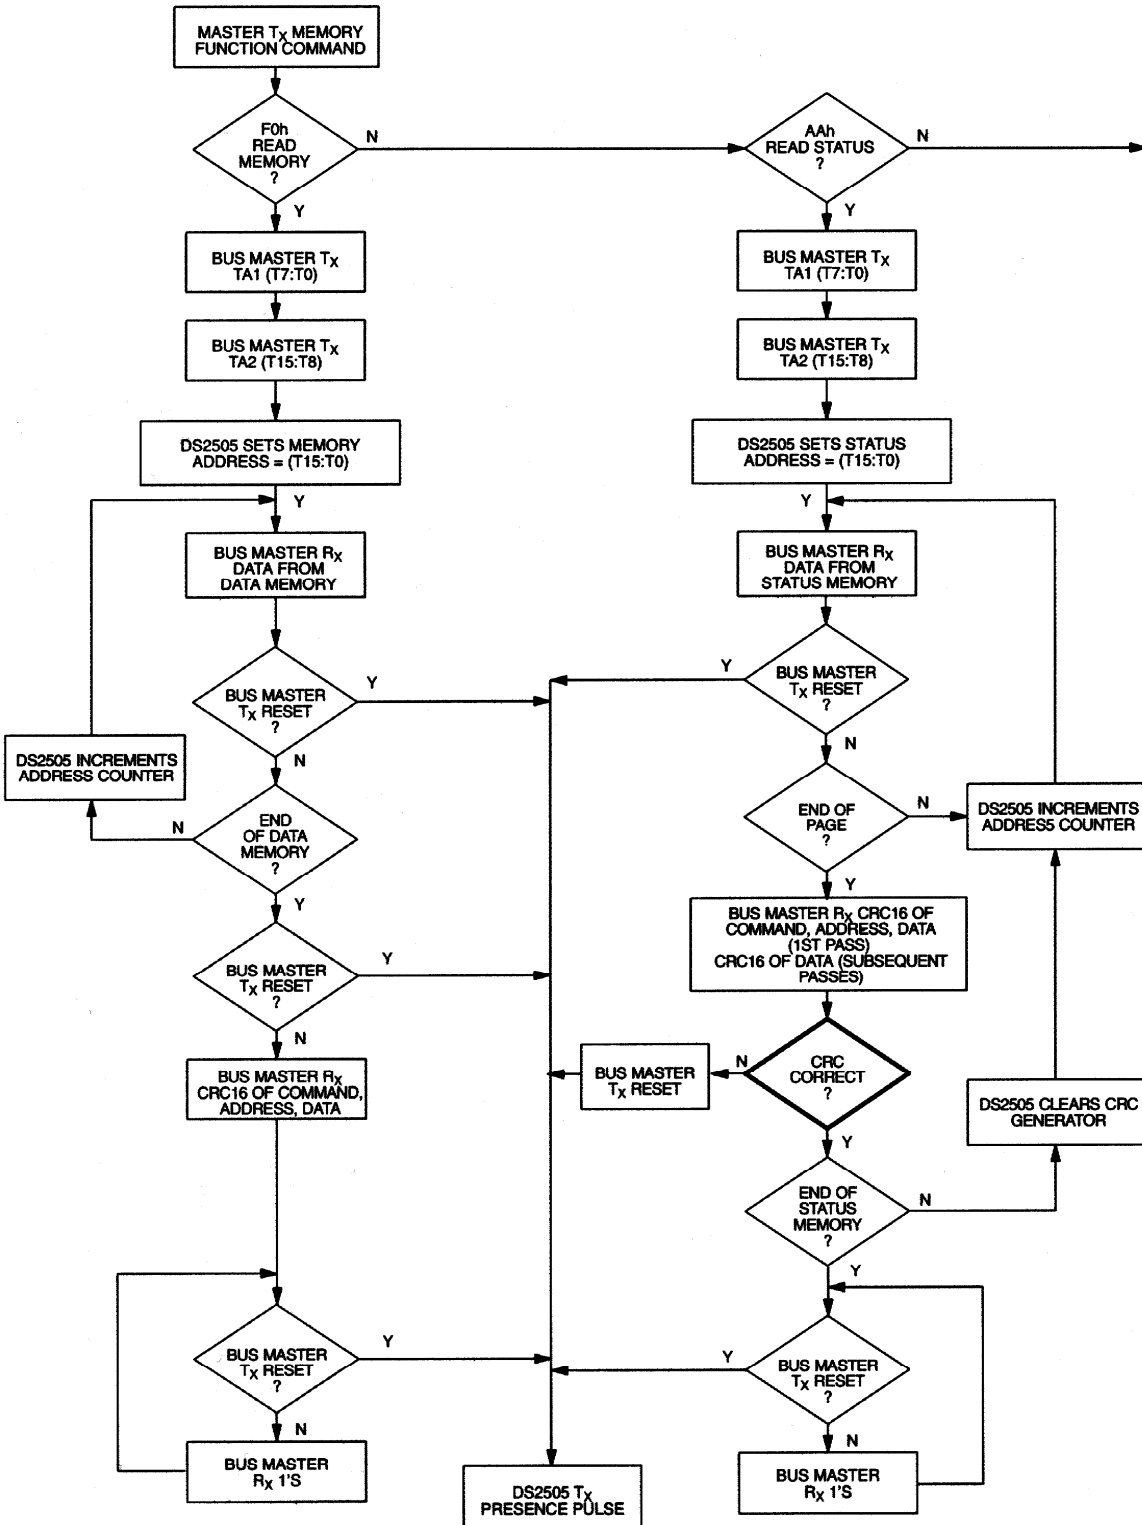 MASTER TX MEMORY
FUNCTION COMMAND
F0h
READ
MEMORY
?
N
Y
BUS MASTER TX
TA1 (T7:T0)
BUS MASTER TX
TA2 (T15:T8)
DS2505 SETS MEMORY
ADDRESS = (T15:T0)
Y
BUS MASTER RX
DATA FROM
DATA MEMORY
BUS MASTER
TX RESET
?
Y
N
DS2505 INCREMENTS
ADDRESS COUNTER
END
OF DATA
MEMORY
?
N
Y
BUS MASTER
TX RESET
?
Y
N
BUS MASTER RX
CRC16 OF COMMAND,
ADDRESS, DATA
BUS MASTER
TX RESET
?
Y
N
BUS MASTER
RX 1'S
AAh
READ STATUS
?
N
Y
BUS MASTER TX
TA1 (T7:T0)
BUS MASTER TX
TA2 (T15:T8)
DS2505 SETS STATUS
ADDRESS = (T15:T0)
Y
BUS MASTER RX
DATA FROM
STATUS MEMORY
Y
BUS MASTER
TX RESET
?
N
END OF
PAGE
?
N
DS2505 INCREMENTS
ADDRES5 COUNTER
Y
BUS MASTER RX CRC16 OF
COMMAND, ADDRESS, DATA
(1ST PASS)
CRC16 OF DATA (SUBSEQUENT
PASSES)
CRC
CORRECT
?
N
BUS MASTER
TX RESET
Y
DS2505 CLEARS CRC
GENERATOR
END OF
STATUS
MEMORY
?
N
Y
BUS MASTER
TX RESET
?
Y
N
BUS MASTER
RX 1'S
DS2505 TX
PRESENCE PULSE